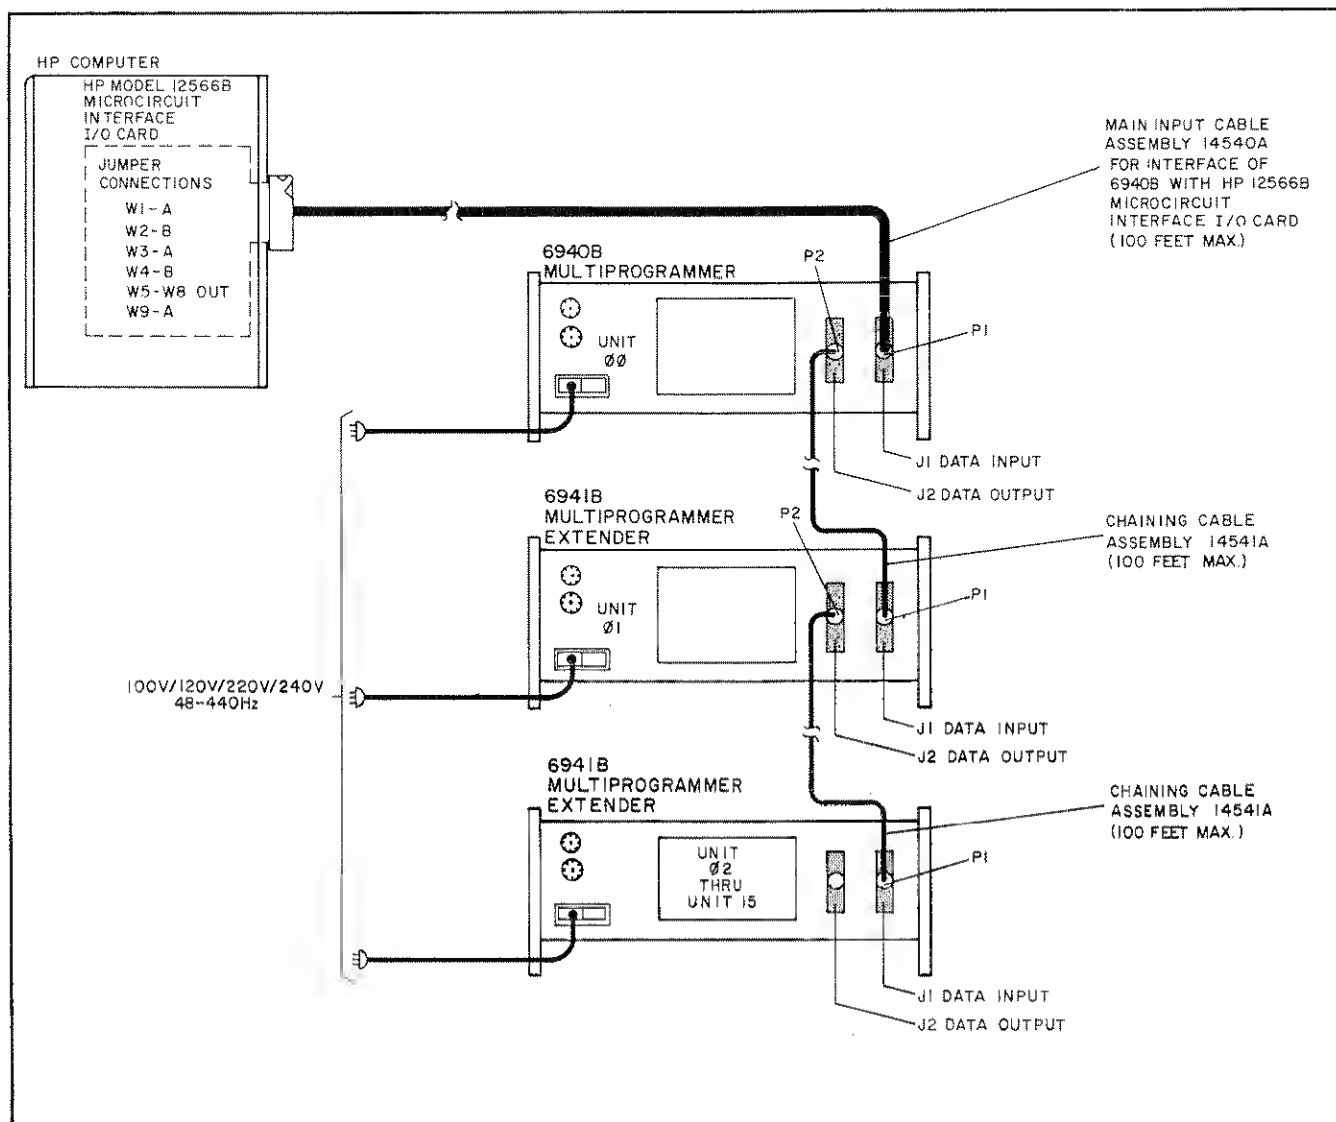 HP COMPUTER
HP MODEL 12566B
MICROCIRCUIT
INTERFACE
I/O CARD
JUMPER
CONNECTIONS
W1-A
W2-B
W3-A
W4-B
W5-W8 OUT
W9-A
MAIN INPUT CABLE
ASSEMBLY 14540A
FOR INTERFACE OF
6940B WITH HP 12566B
MICROCIRCUIT
INTERFACE I/O CARD
(100 FEET MAX.)
6940B
MULTIPROGRAMMER
P2
P1
UNIT
ØØ
J1 DATA INPUT
J2 DATA OUTPUT
6941B
MULTIPROGRAMMER
EXTENDER
P2
CHAINING CABLE
ASSEMBLY 14541A
(100 FEET MAX.)
P1
UNIT
Ø1
100V/120V/220V/240V
48-440Hz
J1 DATA INPUT
J2 DATA OUTPUT
6941B
MULTIPROGRAMMER
EXTENDER
CHAINING CABLE
ASSEMBLY 14541A
(100 FEET MAX.)
P1
UNIT
Ø2
THRU
UNIT 15
J1 DATA INPUT
J2 DATA OUTPUT